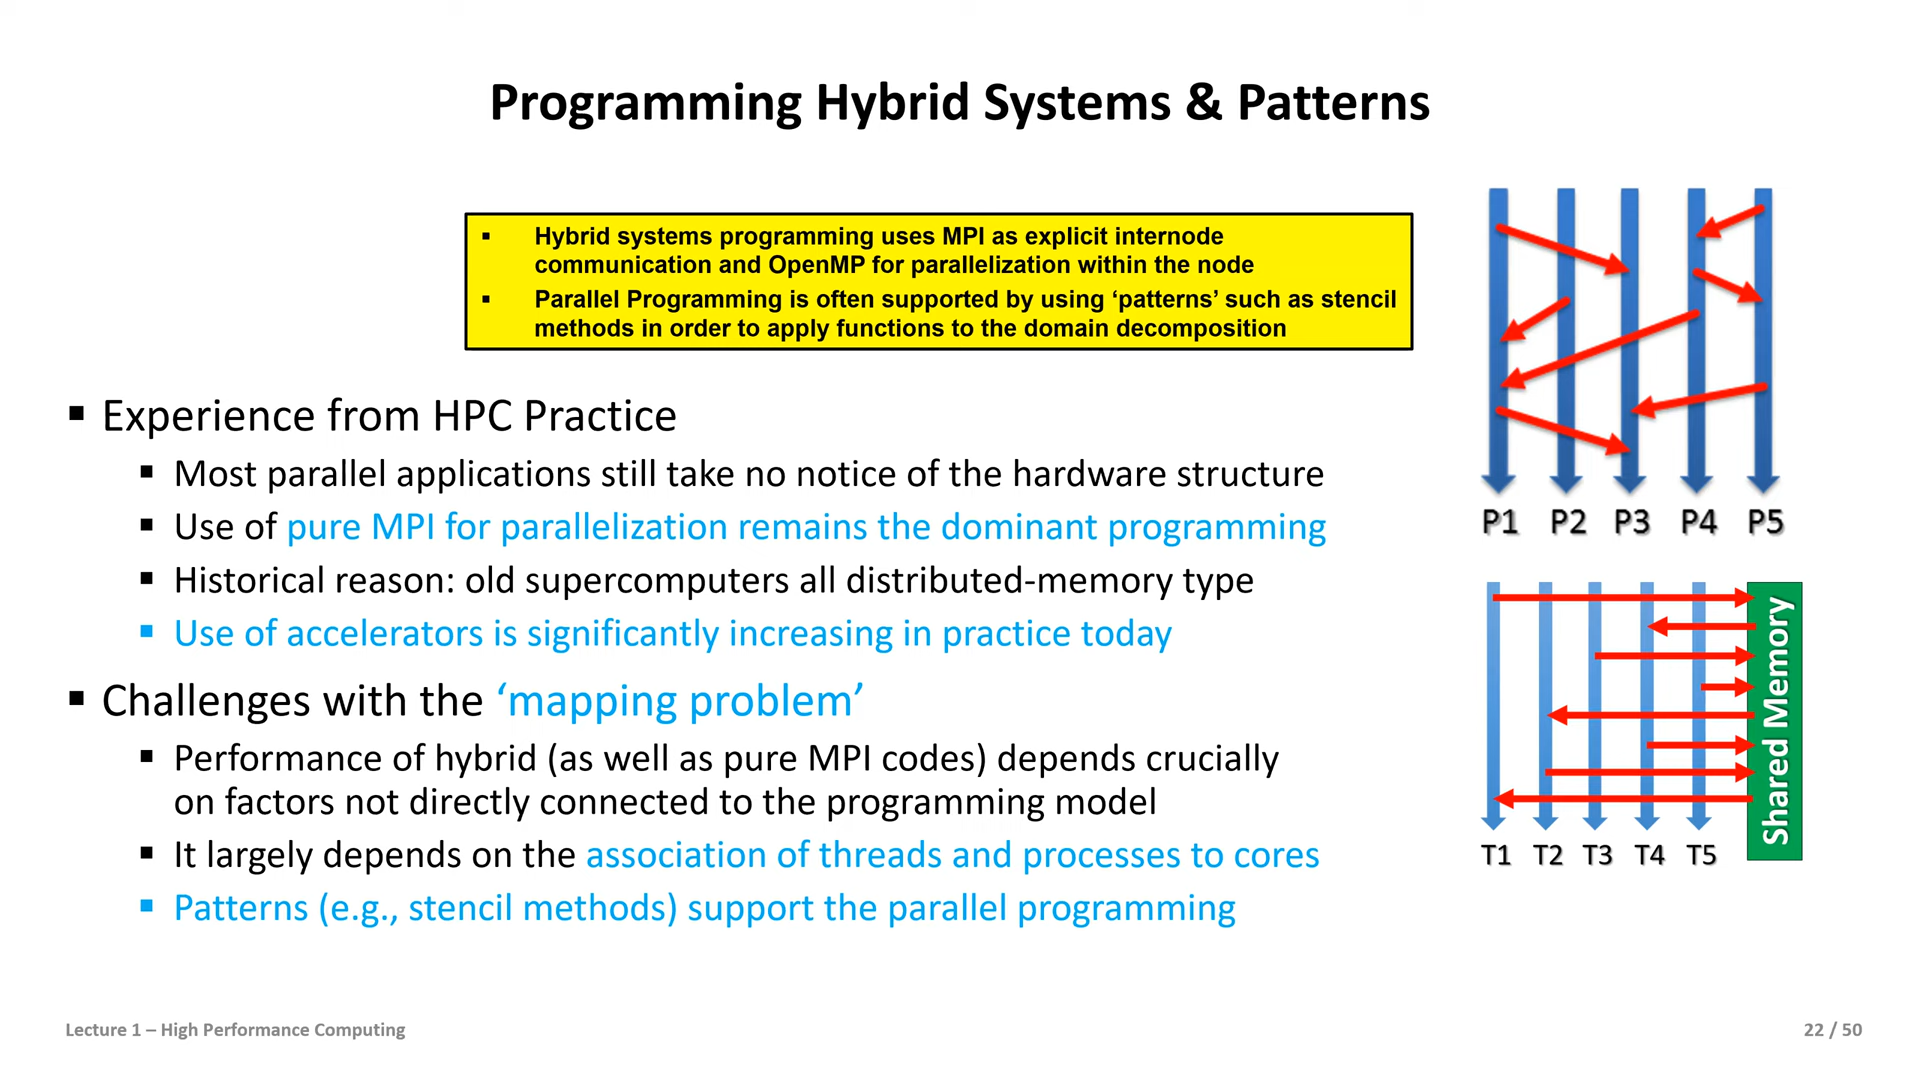 Programming Hybrid Systems & Patterns
▪ Hybrid systems programming uses MPI as explicit internode
communication and OpenMP for parallelization within the node
▪ Parallel Programming is often supported by using ‘patterns’ such as stencil
methods in order to apply functions to the domain decomposition
▪ Experience from HPC Practice
▪ Most parallel applications still take no notice of the hardware structure
▪ Use of pure MPI for parallelization remains the dominant programming
▪ Historical reason: old supercomputers all distributed-memory type
▪ Use of accelerators is significantly increasing in practice today
▪ Challenges with the ‘mapping problem’
▪ Performance of hybrid (as well as pure MPI codes) depends crucially
on factors not directly connected to the programming model
▪ It largely depends on the association of threads and processes to cores
▪ Patterns (e.g., stencil methods) support the parallel programming
P1 P2 P3 P4 P5
Shared Memory
T1 T2 T3 T4 T5
Lecture 1 – High Performance Computing
22 / 50